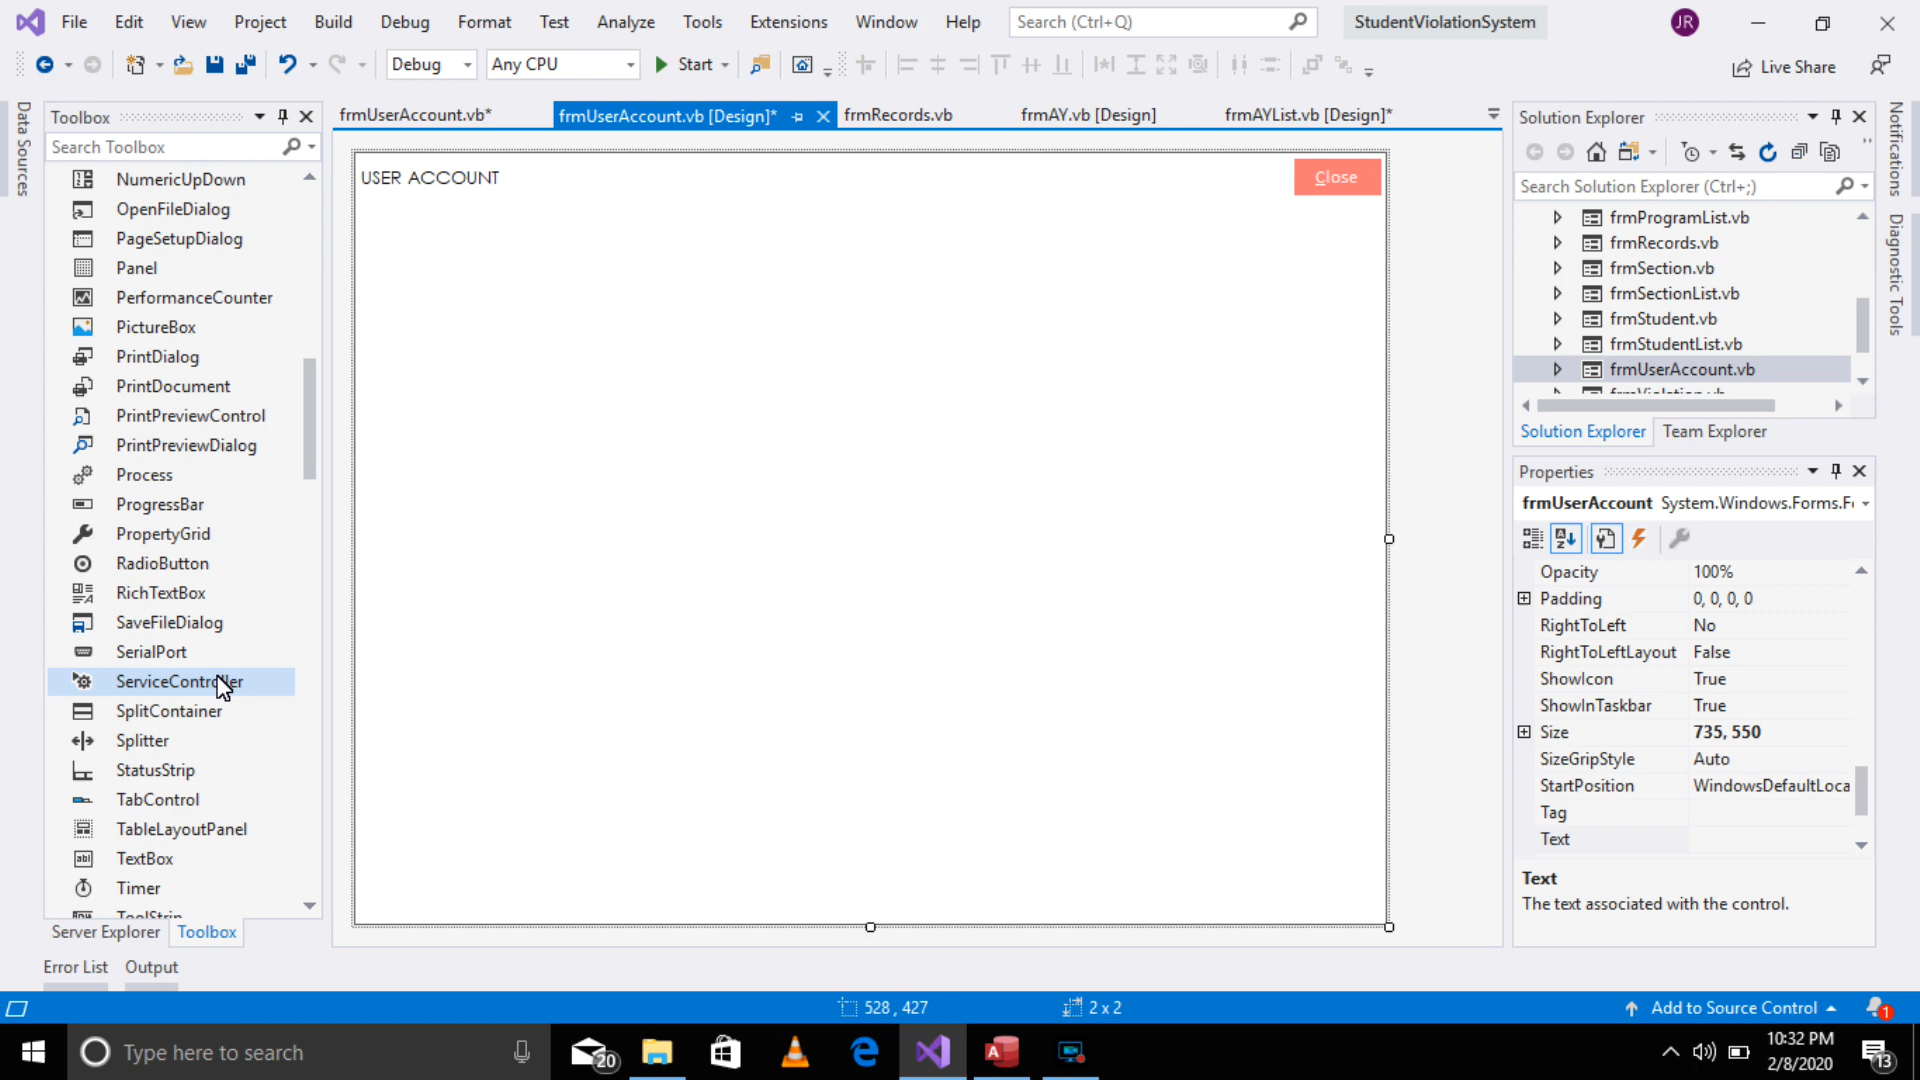 File Edit View Project Build Debug Format Test Analyze Tools Extensions Window Help Search (Ctrl+Q) StudentViolationSystem JR
Debug Any CPU Start Live Share
Data Sources
Toolbox
Search Toolbox
NumericUpDown
OpenFileDialog
PageSetupDialog
Panel
PerformanceCounter
PictureBox
PrintDialog
PrintDocument
PrintPreviewControl
PrintPreviewDialog
Process
ProgressBar
PropertyGrid
RadioButton
RichTextBox
SaveFileDialog
SerialPort
ServiceController
SplitContainer
Splitter
StatusStrip
TabControl
TableLayoutPanel
TextBox
Timer
ToolStrip
Server Explorer Toolbox
frmUserAccount.vb* frmUserAccount.vb [Design]* frmRecords.vb frmAY.vb [Design] frmAYList.vb [Design]*
USER ACCOUNT Close
Solution Explorer
Search Solution Explorer (Ctrl+;)
frmProgramList.vb
frmRecords.vb
frmSection.vb
frmSectionList.vb
frmStudent.vb
frmStudentList.vb
frmUserAccount.vb
frmViolation.vb
Solution Explorer Team Explorer
Properties
frmUserAccount System.Windows.Forms.F
Opacity 100%
Padding 0, 0, 0, 0
RightToLeft No
RightToLeftLayout False
ShowIcon True
ShowInTaskbar True
Size 735, 550
SizeGripStyle Auto
StartPosition WindowsDefaultLoca
Tag
Text
Text
The text associated with the control.
Notifications
Diagnostic Tools
Error List Output
528 , 427 2 x 2 Add to Source Control 1
Type here to search 20 10:32 PM
2/8/2020 13